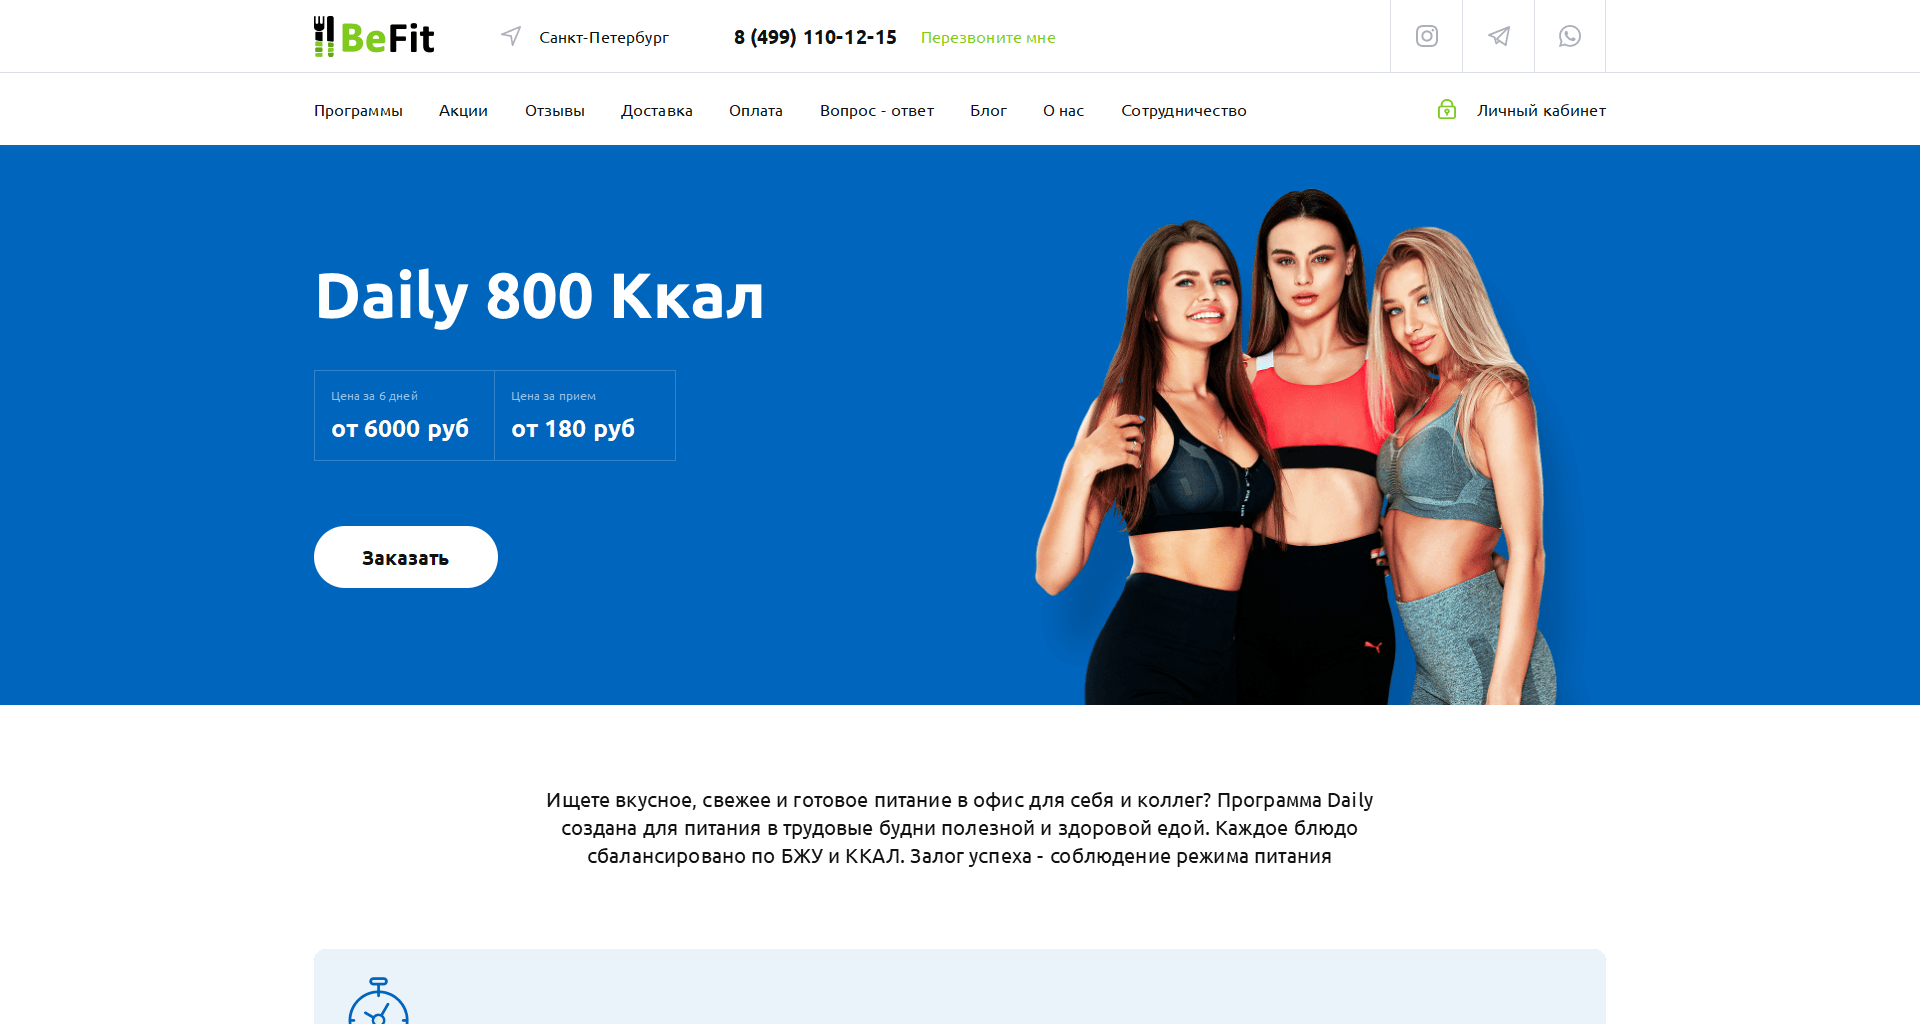 BeFit
Санкт-Петербург
8 (499) 110-12-15
Перезвоните мне
Программы
Акции
Отзывы
Доставка
Оплата
Вопрос - ответ
Блог
О нас
Сотрудничество
Личный кабинет
Daily 800 Ккал
Цена за 6 дней
от 6000 руб
Цена за прием
от 180 руб
Заказать
Ищете вкусное, свежее и готовое питание в офис для себя и коллег? Программа Daily
создана для питания в трудовые будни полезной и здоровой едой. Каждое блюдо
сбалансировано по БЖУ и ККАЛ. Залог успеха - соблюдение режима питания